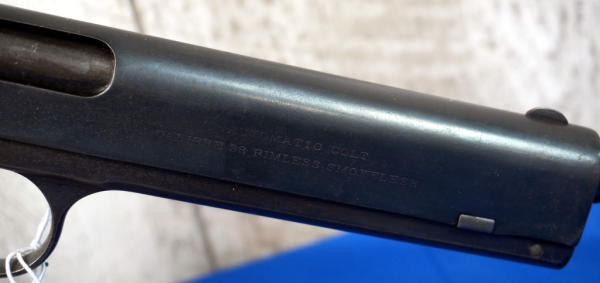 AUTOMATIC COLT
CALIBRE 38 RIMLESS SMOKELESS